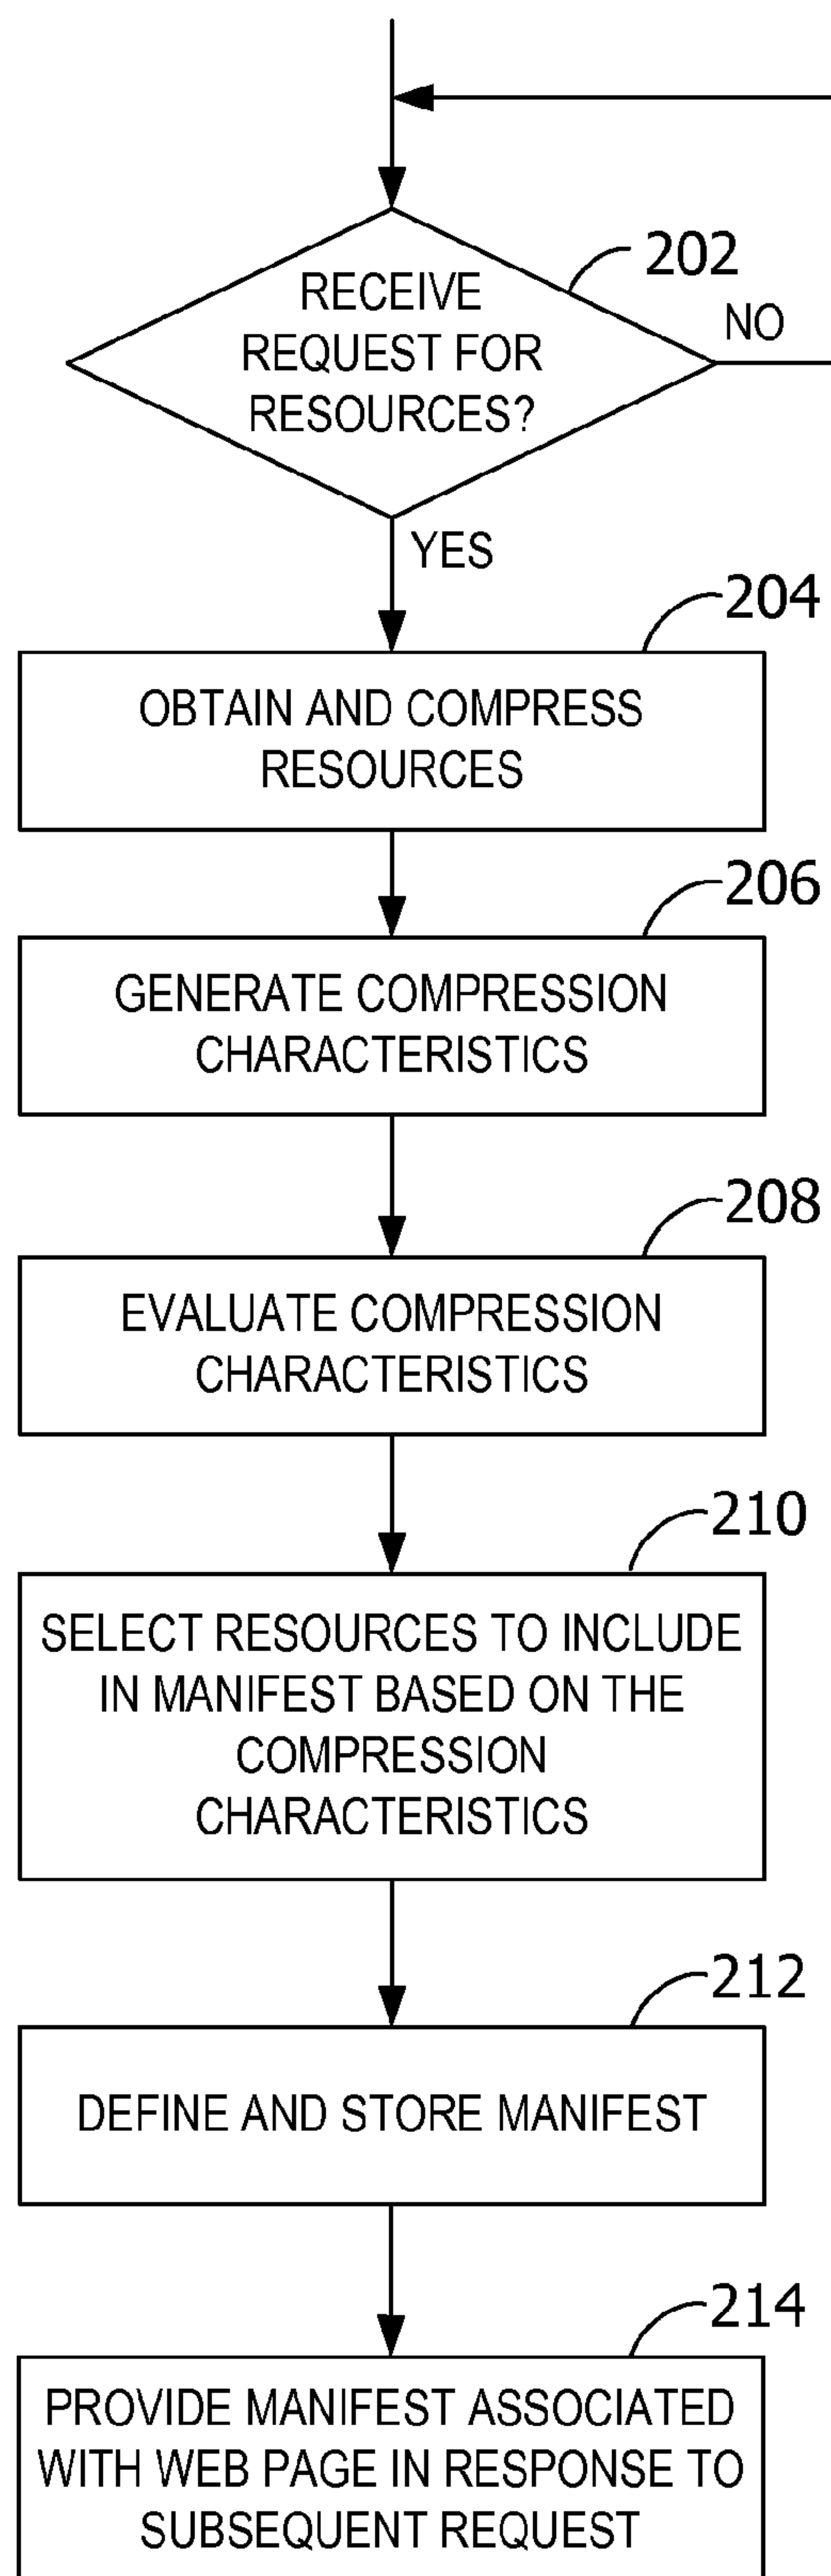 202
RECEIVE
REQUEST FOR
RESOURCES?
NO
YES
204
OBTAIN AND COMPRESS
RESOURCES
206
GENERATE COMPRESSION
CHARACTERISTICS
208
EVALUATE COMPRESSION
CHARACTERISTICS
210
SELECT RESOURCES TO INCLUDE
IN MANIFEST BASED ON THE
COMPRESSION
CHARACTERISTICS
212
DEFINE AND STORE MANIFEST
214
PROVIDE MANIFEST ASSOCIATED
WITH WEB PAGE IN RESPONSE TO
SUBSEQUENT REQUEST